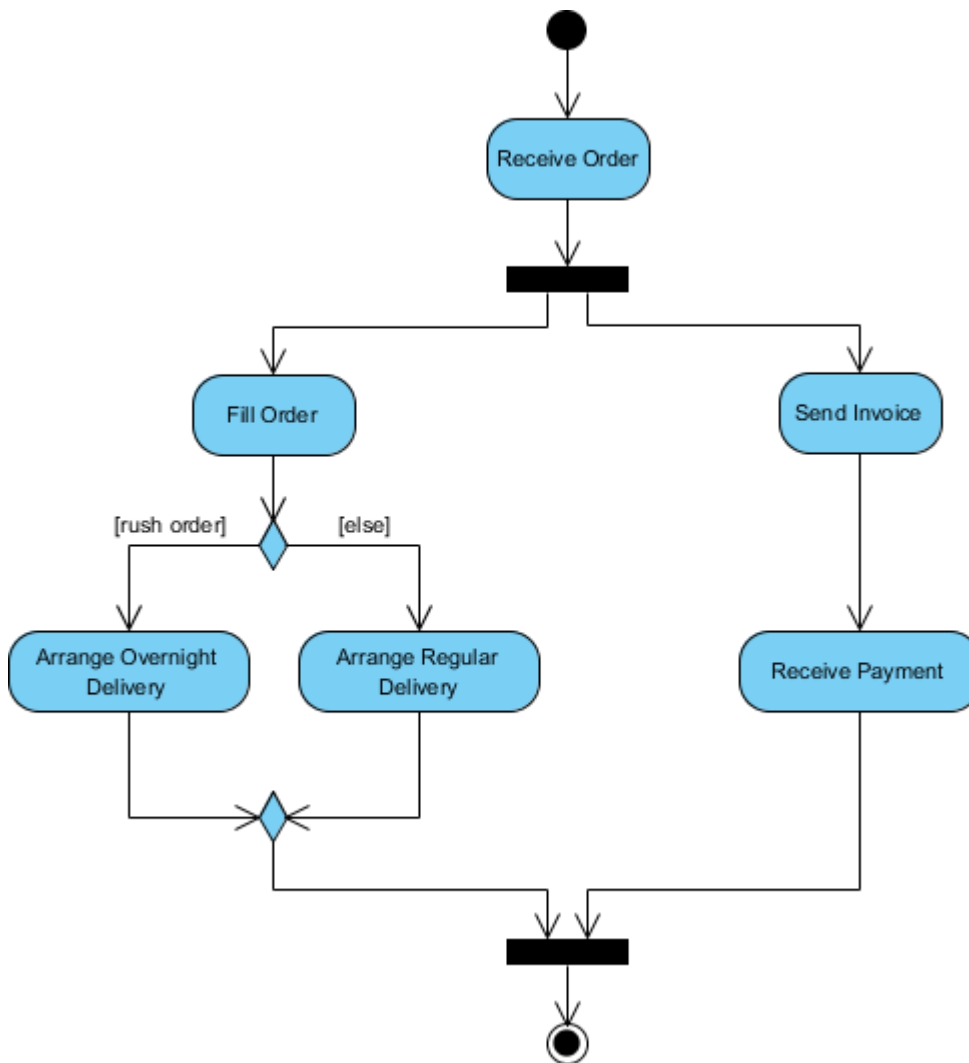 Receive Order
Fill Order
Send Invoice
[rush order]
[else]
Arrange Overnight
Delivery
Arrange Regular
Delivery
Receive Payment